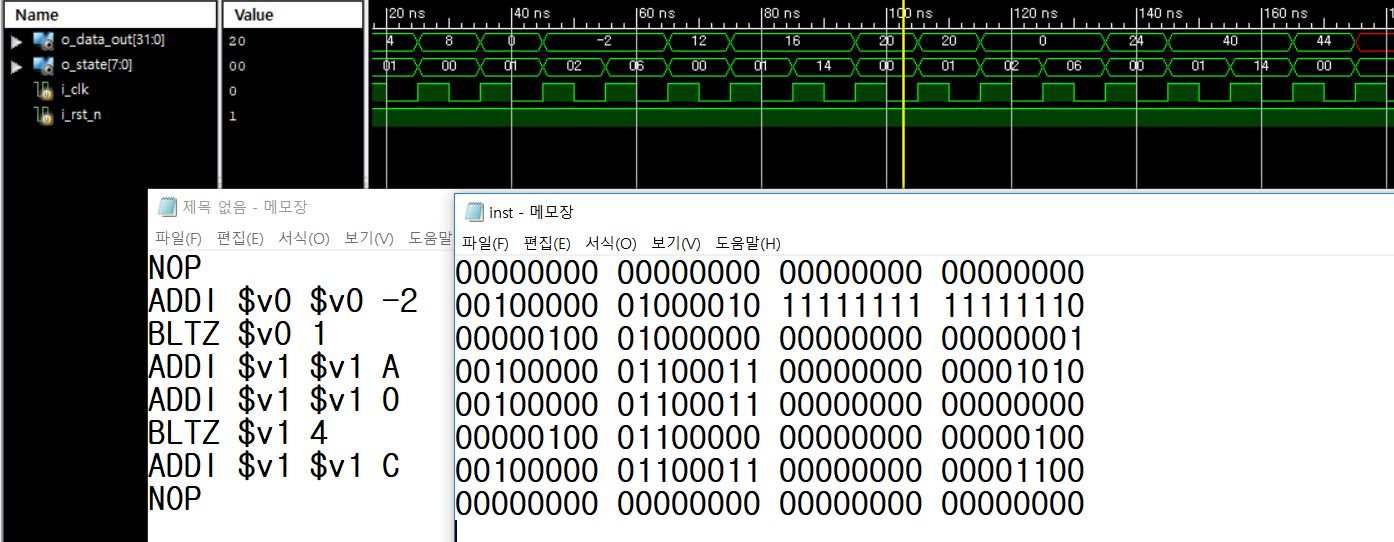 Name Value 20 ns 40 ns 60 ns 80 ns 100 ns 120 ns 140 ns 160 ns
o_data_out[31:0] 20 4 8 0 -2 12 16 20 20 0 24 40 44
o_state[7:0] 00 01 00 01 02 06 00 01 14 00 01 02 06 00 01 14 00
i_clk 0
i_rst_n 1
제목 없음 - 메모장
파일(F) 편집(E) 서식(O) 보기(V) 도움말
NOP
ADDI $v0 $v0 -2
BLTZ $v0 1
ADDI $v1 $v1 A
ADDI $v1 $v1 0
BLTZ $v1 4
ADDI $v1 $v1 C
NOP
inst - 메모장
파일(F) 편집(E) 서식(O) 보기(V) 도움말(H)
00000000 00000000 00000000 00000000
00100000 01000010 11111111 11111110
00000100 01000000 00000000 00000001
00100000 01100011 00000000 00001010
00100000 01100011 00000000 00000000
00000100 01100000 00000000 00000100
00100000 01100011 00000000 00001100
00000000 00000000 00000000 00000000